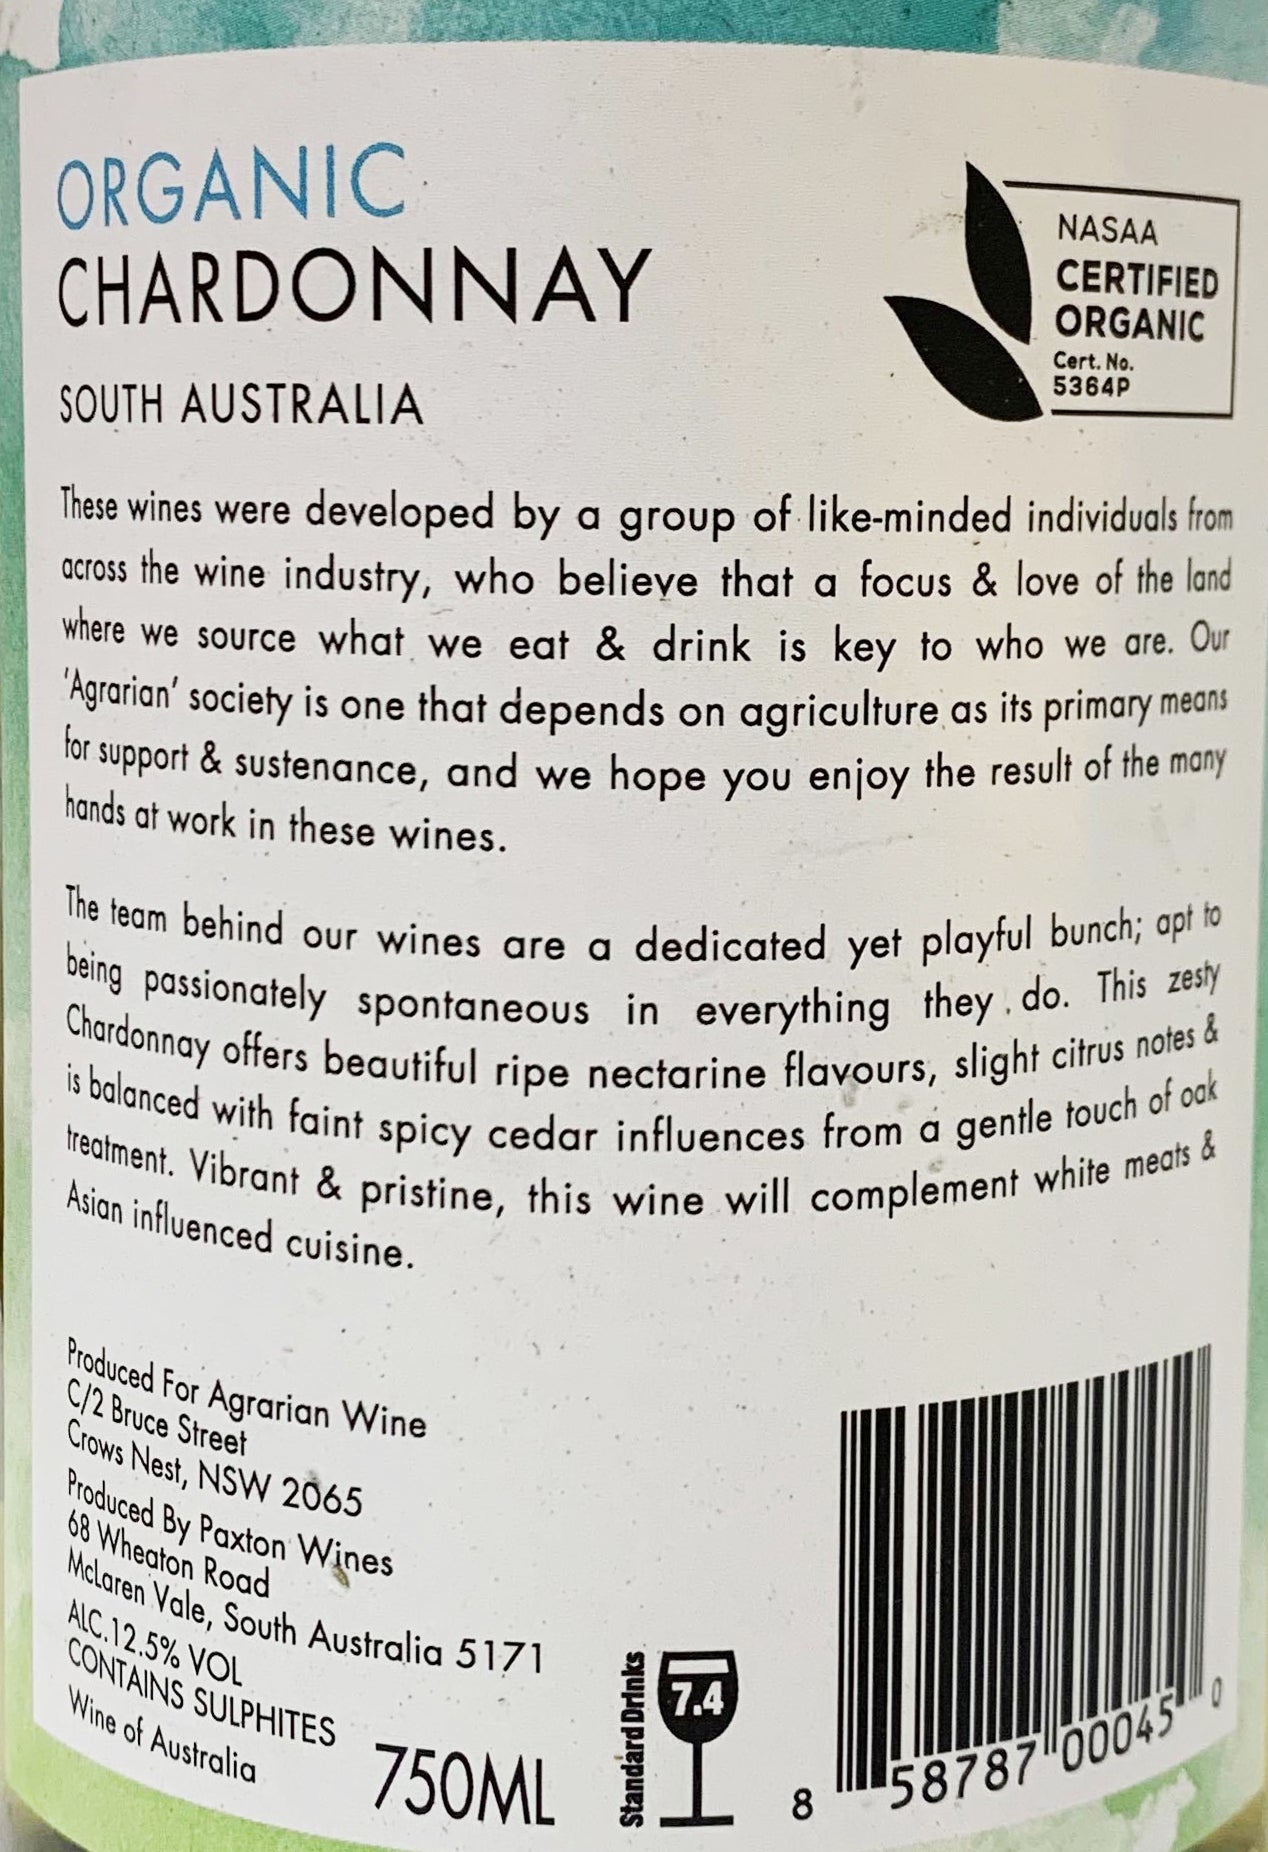 ORGANIC
CHARDONNAY
SOUTH AUSTRALIA
NASAA
CERTIFIED
ORGANIC
Cert. No.
5364P
These wines were developed by a group of like-minded individuals from
across the wine industry, who believe that a focus & love of the land
where we source what we eat & drink is key to who we are. Our
'Agrarian' society is one that depends on agriculture as its primary means
for support & sustenance, and we hope you enjoy the result of the many
hands at work in these wines.
The team behind our wines are a dedicated yet playful bunch; apt to
being passionately spontaneous in everything they do. This zesty
Chardonnay offers beautiful ripe nectarine flavours, slight citrus notes &
is balanced with faint spicy cedar influences from a gentle touch of oak
treatment. Vibrant & pristine, this wine will complement white meats &
Asian influenced cuisine.
Produced For Agrarian Wine
C/2 Bruce Street
Crows Nest, NSW 2065
Produced By Paxton Wines
68 Wheaton Road
McLaren Vale, South Australia 5171
ALC.12.5% VOL
CONTAINS SULPHITES
Wine of Australia
750ML
Standard Drinks
7.4
8 58787 00045 0